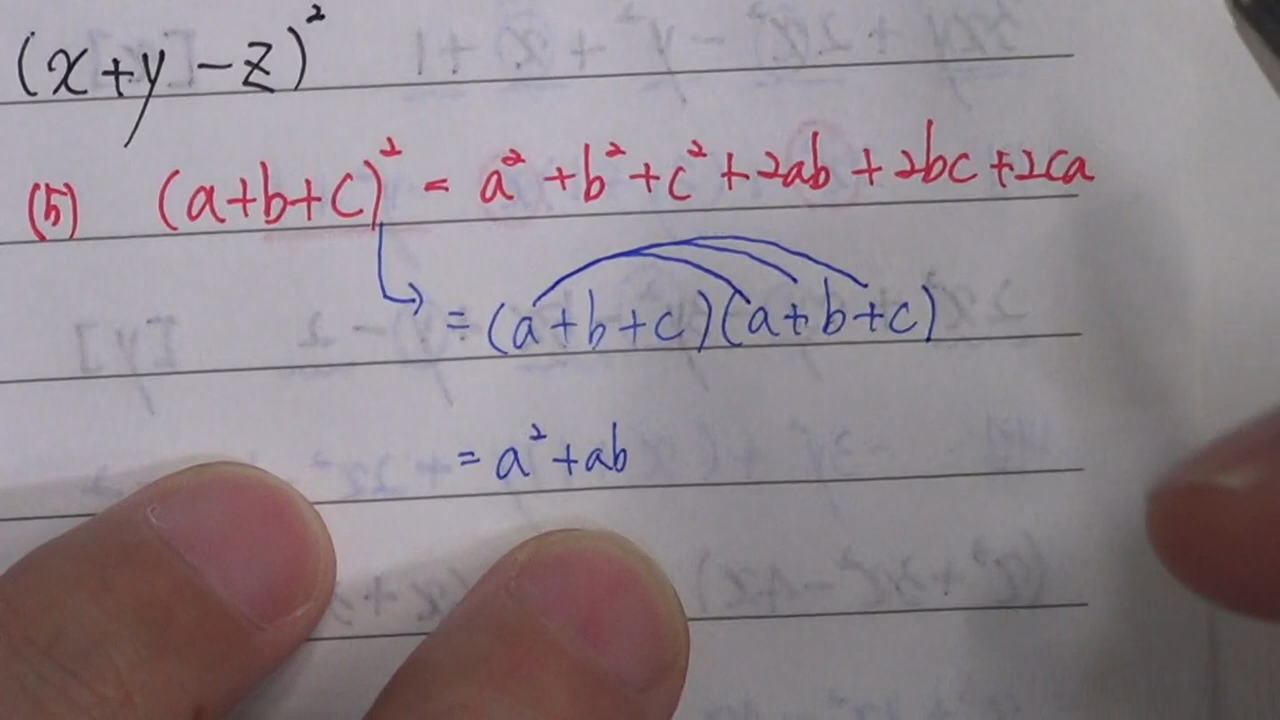 (x+y-z)²
(5) (a+b+c)² = a²+b²+c²+2ab+2bc+2ca
=(a+b+c)(a+b+c)
=a²+ab